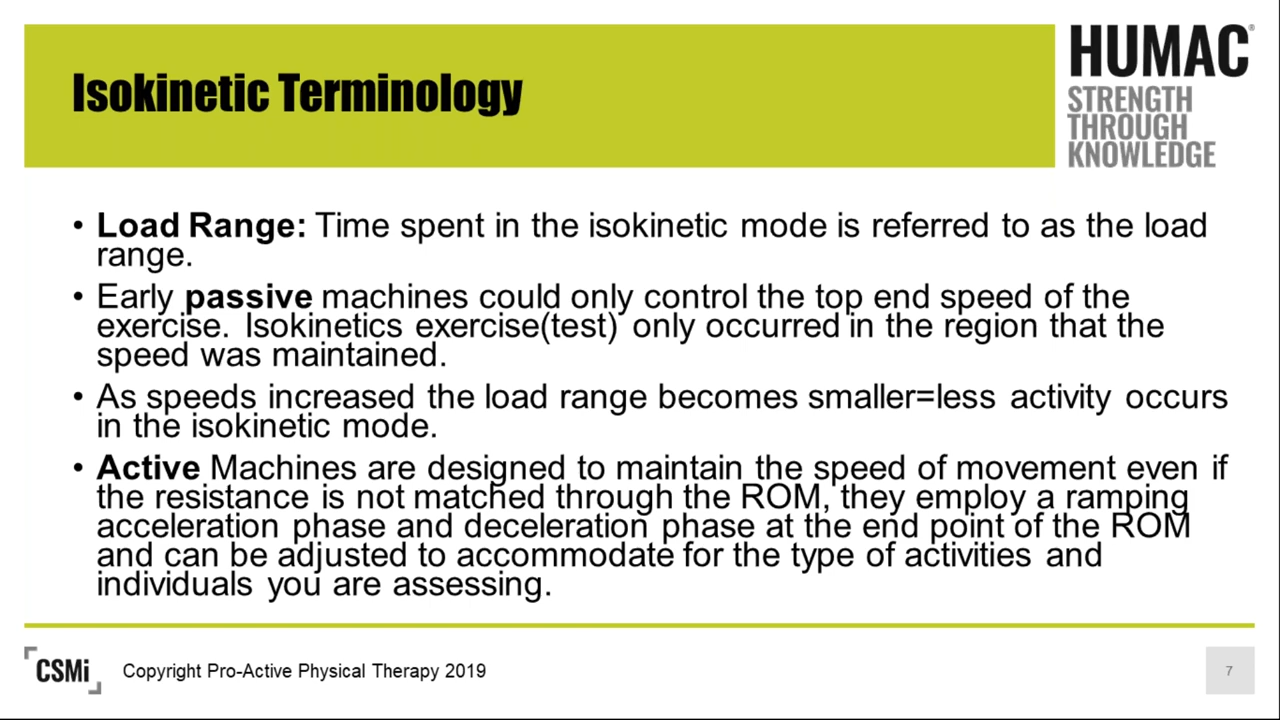 Isokinetic Terminology
HUMAC®
STRENGTH
THROUGH
KNOWLEDGE
• Load Range: Time spent in the isokinetic mode is referred to as the load
range.
• Early passive machines could only control the top end speed of the
exercise. Isokinetics exercise(test) only occurred in the region that the
speed was maintained.
• As speeds increased the load range becomes smaller=less activity occurs
in the isokinetic mode.
• Active Machines are designed to maintain the speed of movement even if
the resistance is not matched through the ROM, they employ a ramping
acceleration phase and deceleration phase at the end point of the ROM
and can be adjusted to accommodate for the type of activities and
individuals you are assessing.
CSMi
Copyright Pro-Active Physical Therapy 2019
7